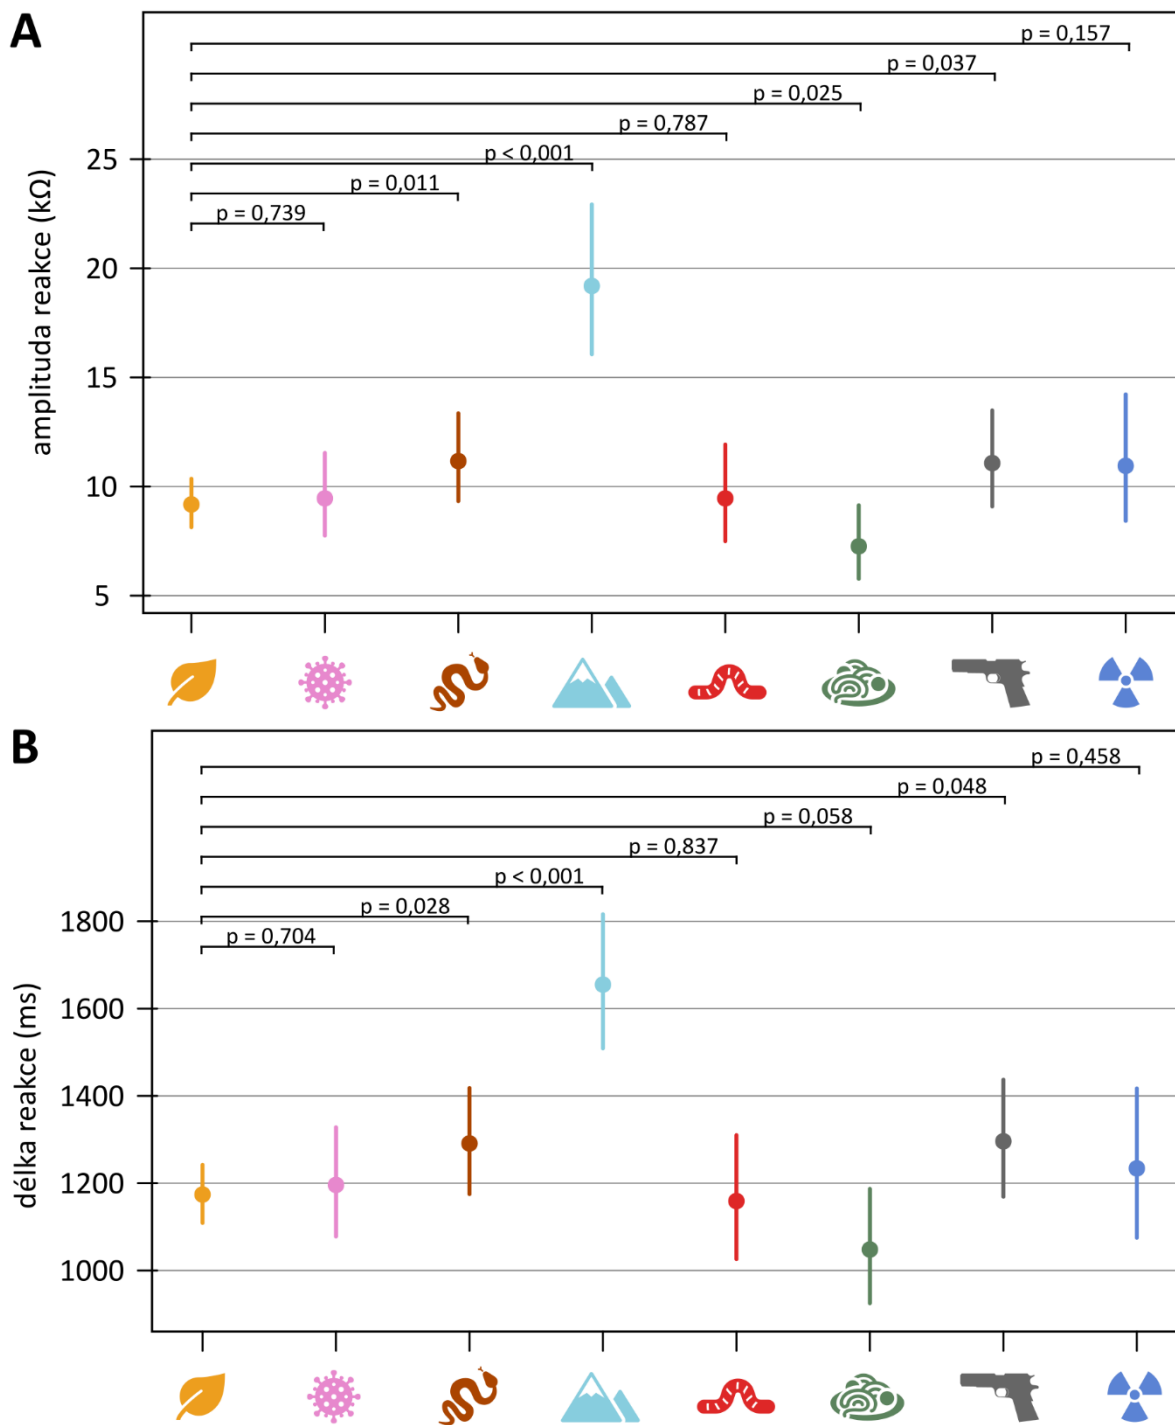 A
p = 0,157
p = 0,037
p = 0,025
p = 0,787
p < 0,001
p = 0,011
p = 0,739
amplituda reakce (kΩ)
25
20
15
10
5
B
p = 0,458
p = 0,048
p = 0,058
p = 0,837
p < 0,001
p = 0,028
p = 0,704
délka reakce (ms)
1800
1600
1400
1200
1000